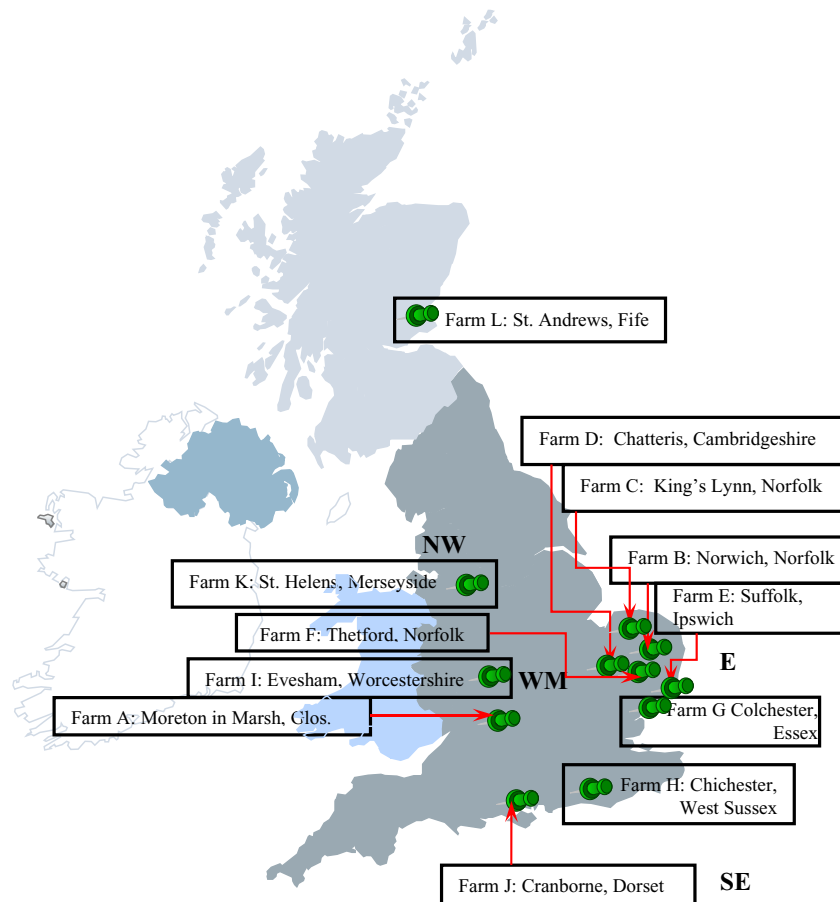 Farm L: St. Andrews, Fife
Farm D: Chatteris, Cambridgeshire
Farm C: King's Lynn, Norfolk
NW
Farm B: Norwich, Norfolk
Farm K: St. Helens, Merseyside
Farm E: Suffolk,
Ipswich
Farm F: Thetford, Norfolk
E
Farm I: Evesham, Worcestershire
WM
Farm A: Moreton in Marsh, Glos.
Farm G Colchester,
Essex
Farm H: Chichester,
West Sussex
Farm J: Cranborne, Dorset
SE